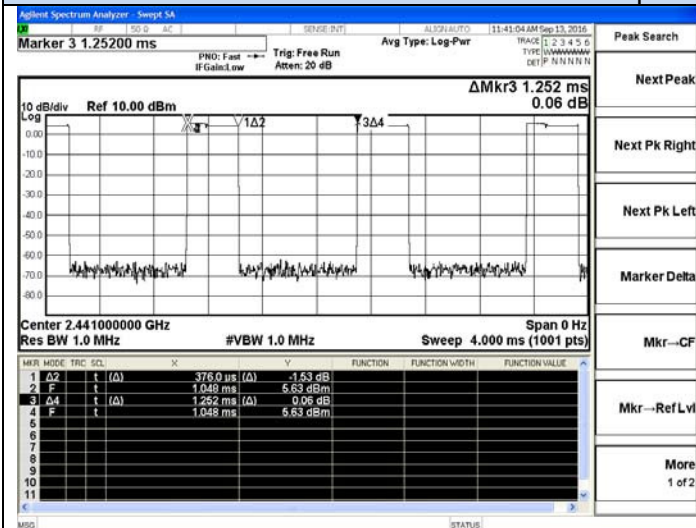 Agilent Spectrum Analyzer - Swept SA
RF 50 Ω AC SENSE:INT ALIGN AUTO 11:41:04 AM Sep 13, 2016
Marker 3 1.25200 ms
PNO: Fast
IFGain:Low
Trig: Free Run
Atten: 20 dB
Avg Type: Log-Pwr
TRACE 1 2 3 4 5 6
TYPE
DET P N N N N N
Peak Search
ΔMkr3 1.252 ms
0.06 dB
10 dB/div Ref 10.00 dBm
Log
1Δ2
3Δ4
0.00
-10.0
-20.0
-30.0
-40.0
-50.0
-60.0
-70.0
-80.0
Center 2.441000000 GHz Span 0 Hz
Res BW 1.0 MHz #VBW 1.0 MHz Sweep 4.000 ms (1001 pts)
MKR MODE TRC SCL X Y FUNCTION FUNCTION WIDTH FUNCTION VALUE
1 Δ2 t (Δ) 376.0 µs (Δ) -1.53 dB
2 F t 1.048 ms 5.63 dBm
3 Δ4 t (Δ) 1.252 ms (Δ) 0.06 dB
4 F t 1.048 ms 5.63 dBm
5
6
7
8
9
10
11
MSG STATUS
Next Peak
Next Pk Right
Next Pk Left
Marker Delta
Mkr→CF
Mkr→Ref Lvl
More
1 of 2